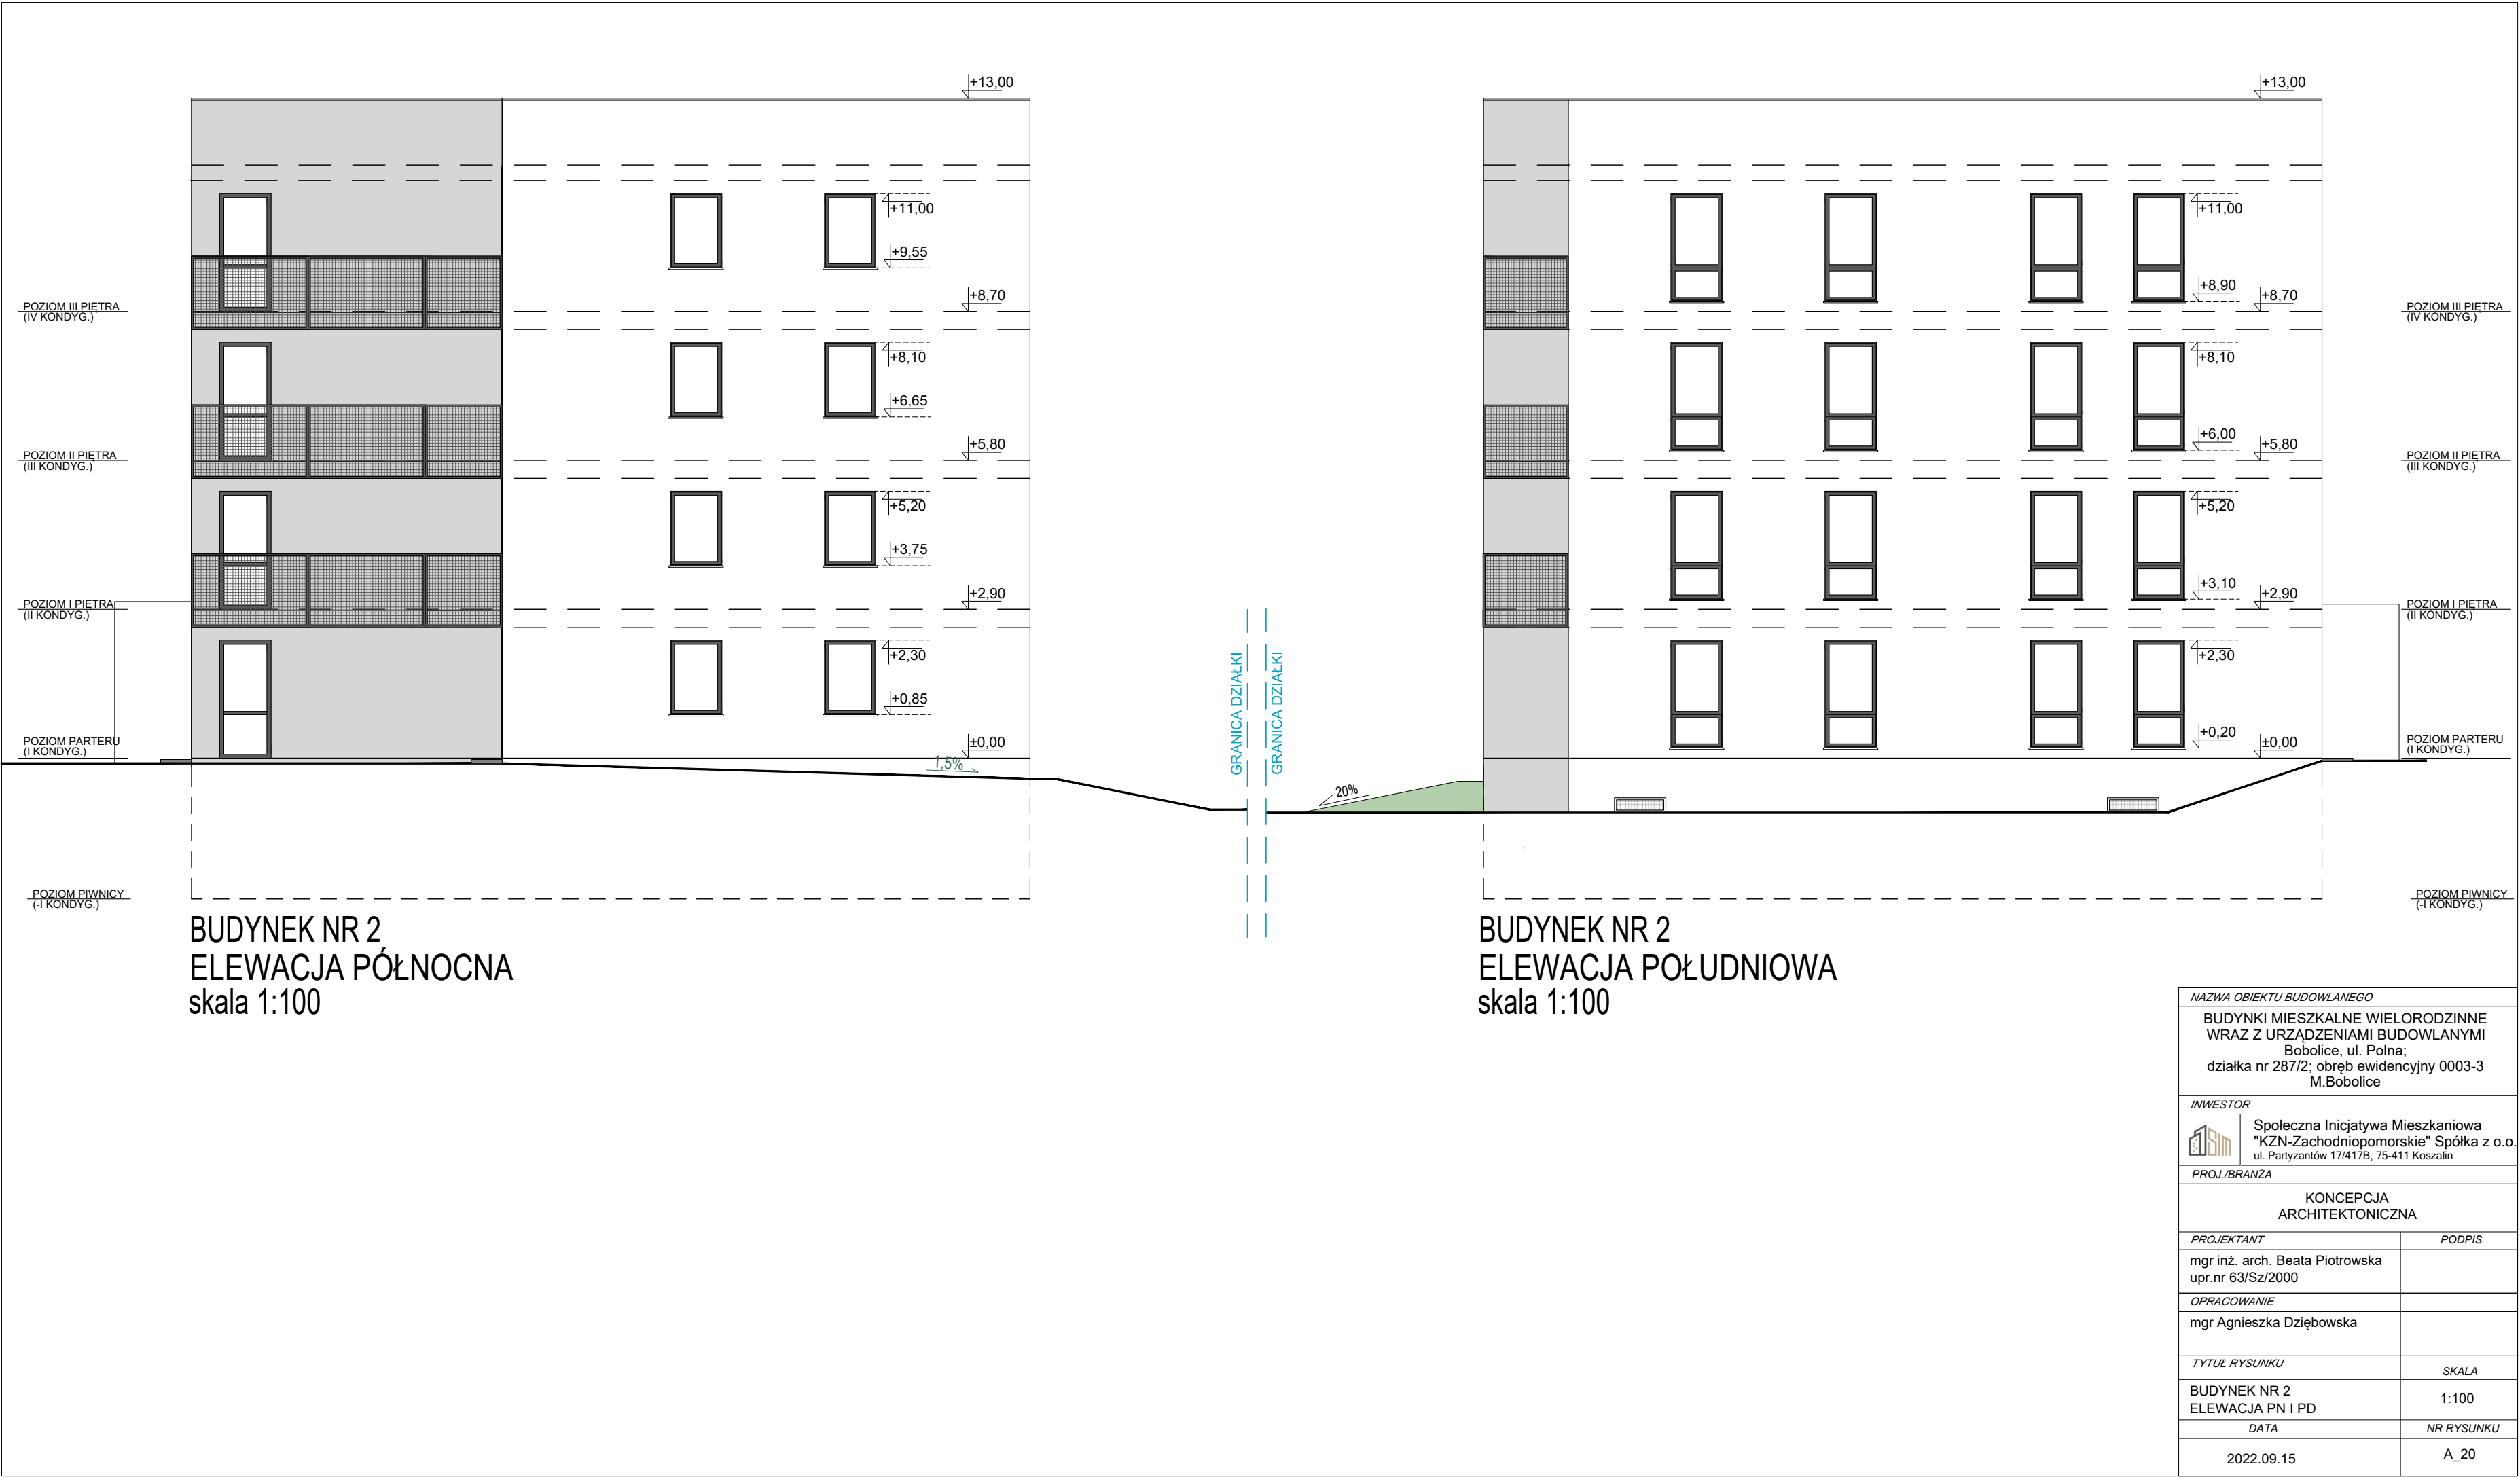 +13,00
+11,00
+9,55
POZIOM III PIĘTRA
(IV KONDYG.)
+8,70
+8,10
+6,65
POZIOM II PIĘTRA
(III KONDYG.)
+5,80
+5,20
+3,75
POZIOM I PIĘTRA
(II KONDYG.)
+2,90
+2,30
+0,85
POZIOM PARTERU
(I KONDYG.)
±0,00
1,5%
POZIOM PIWNICY
(-I KONDYG.)
BUDYNEK NR 2
ELEWACJA PÓŁNOCNA
skala 1:100
GRANICA DZIAŁKI
GRANICA DZIAŁKI
+13,00
+11,00
+8,90
+8,70
POZIOM III PIĘTRA
(IV KONDYG.)
+8,10
+6,00
+5,80
POZIOM II PIĘTRA
(III KONDYG.)
+5,20
+3,10
+2,90
POZIOM I PIĘTRA
(II KONDYG.)
+2,30
+0,20
±0,00
POZIOM PARTERU
(I KONDYG.)
20%
POZIOM PIWNICY
(-I KONDYG.)
BUDYNEK NR 2
ELEWACJA POŁUDNIOWA
skala 1:100
NAZWA OBIEKTU BUDOWLANEGO
BUDYNKI MIESZKALNE WIELORODZINNE
WRAZ Z URZĄDZENIAMI BUDOWLANYMI
Bobolice, ul. Polna;
działka nr 287/2; obręb ewidencyjny 0003-3
M.Bobolice
INWESTOR
SIM
Społeczna Inicjatywa Mieszkaniowa
"KZN-Zachodniopomorskie" Spółka z o.o.
ul. Partyzantów 17/417B, 75-411 Koszalin
PROJ./BRANŻA
KONCEPCJA
ARCHITEKTONICZNA
PROJEKTANT PODPIS
mgr inż. arch. Beata Piotrowska
upr.nr 63/Sz/2000
OPRACOWANIE
mgr Agnieszka Dziębowska
TYTUŁ RYSUNKU SKALA
BUDYNEK NR 2
ELEWACJA PN I PD
1:100
DATA NR RYSUNKU
2022.09.15 A_20